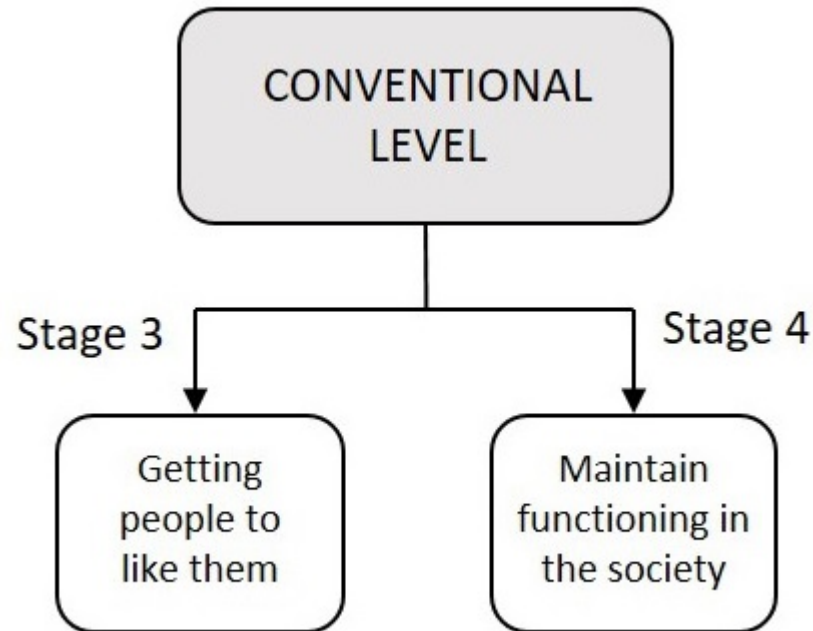 CONVENTIONAL
LEVEL
Stage 3
Stage 4
Getting
people to
like them
Maintain
functioning in
the society